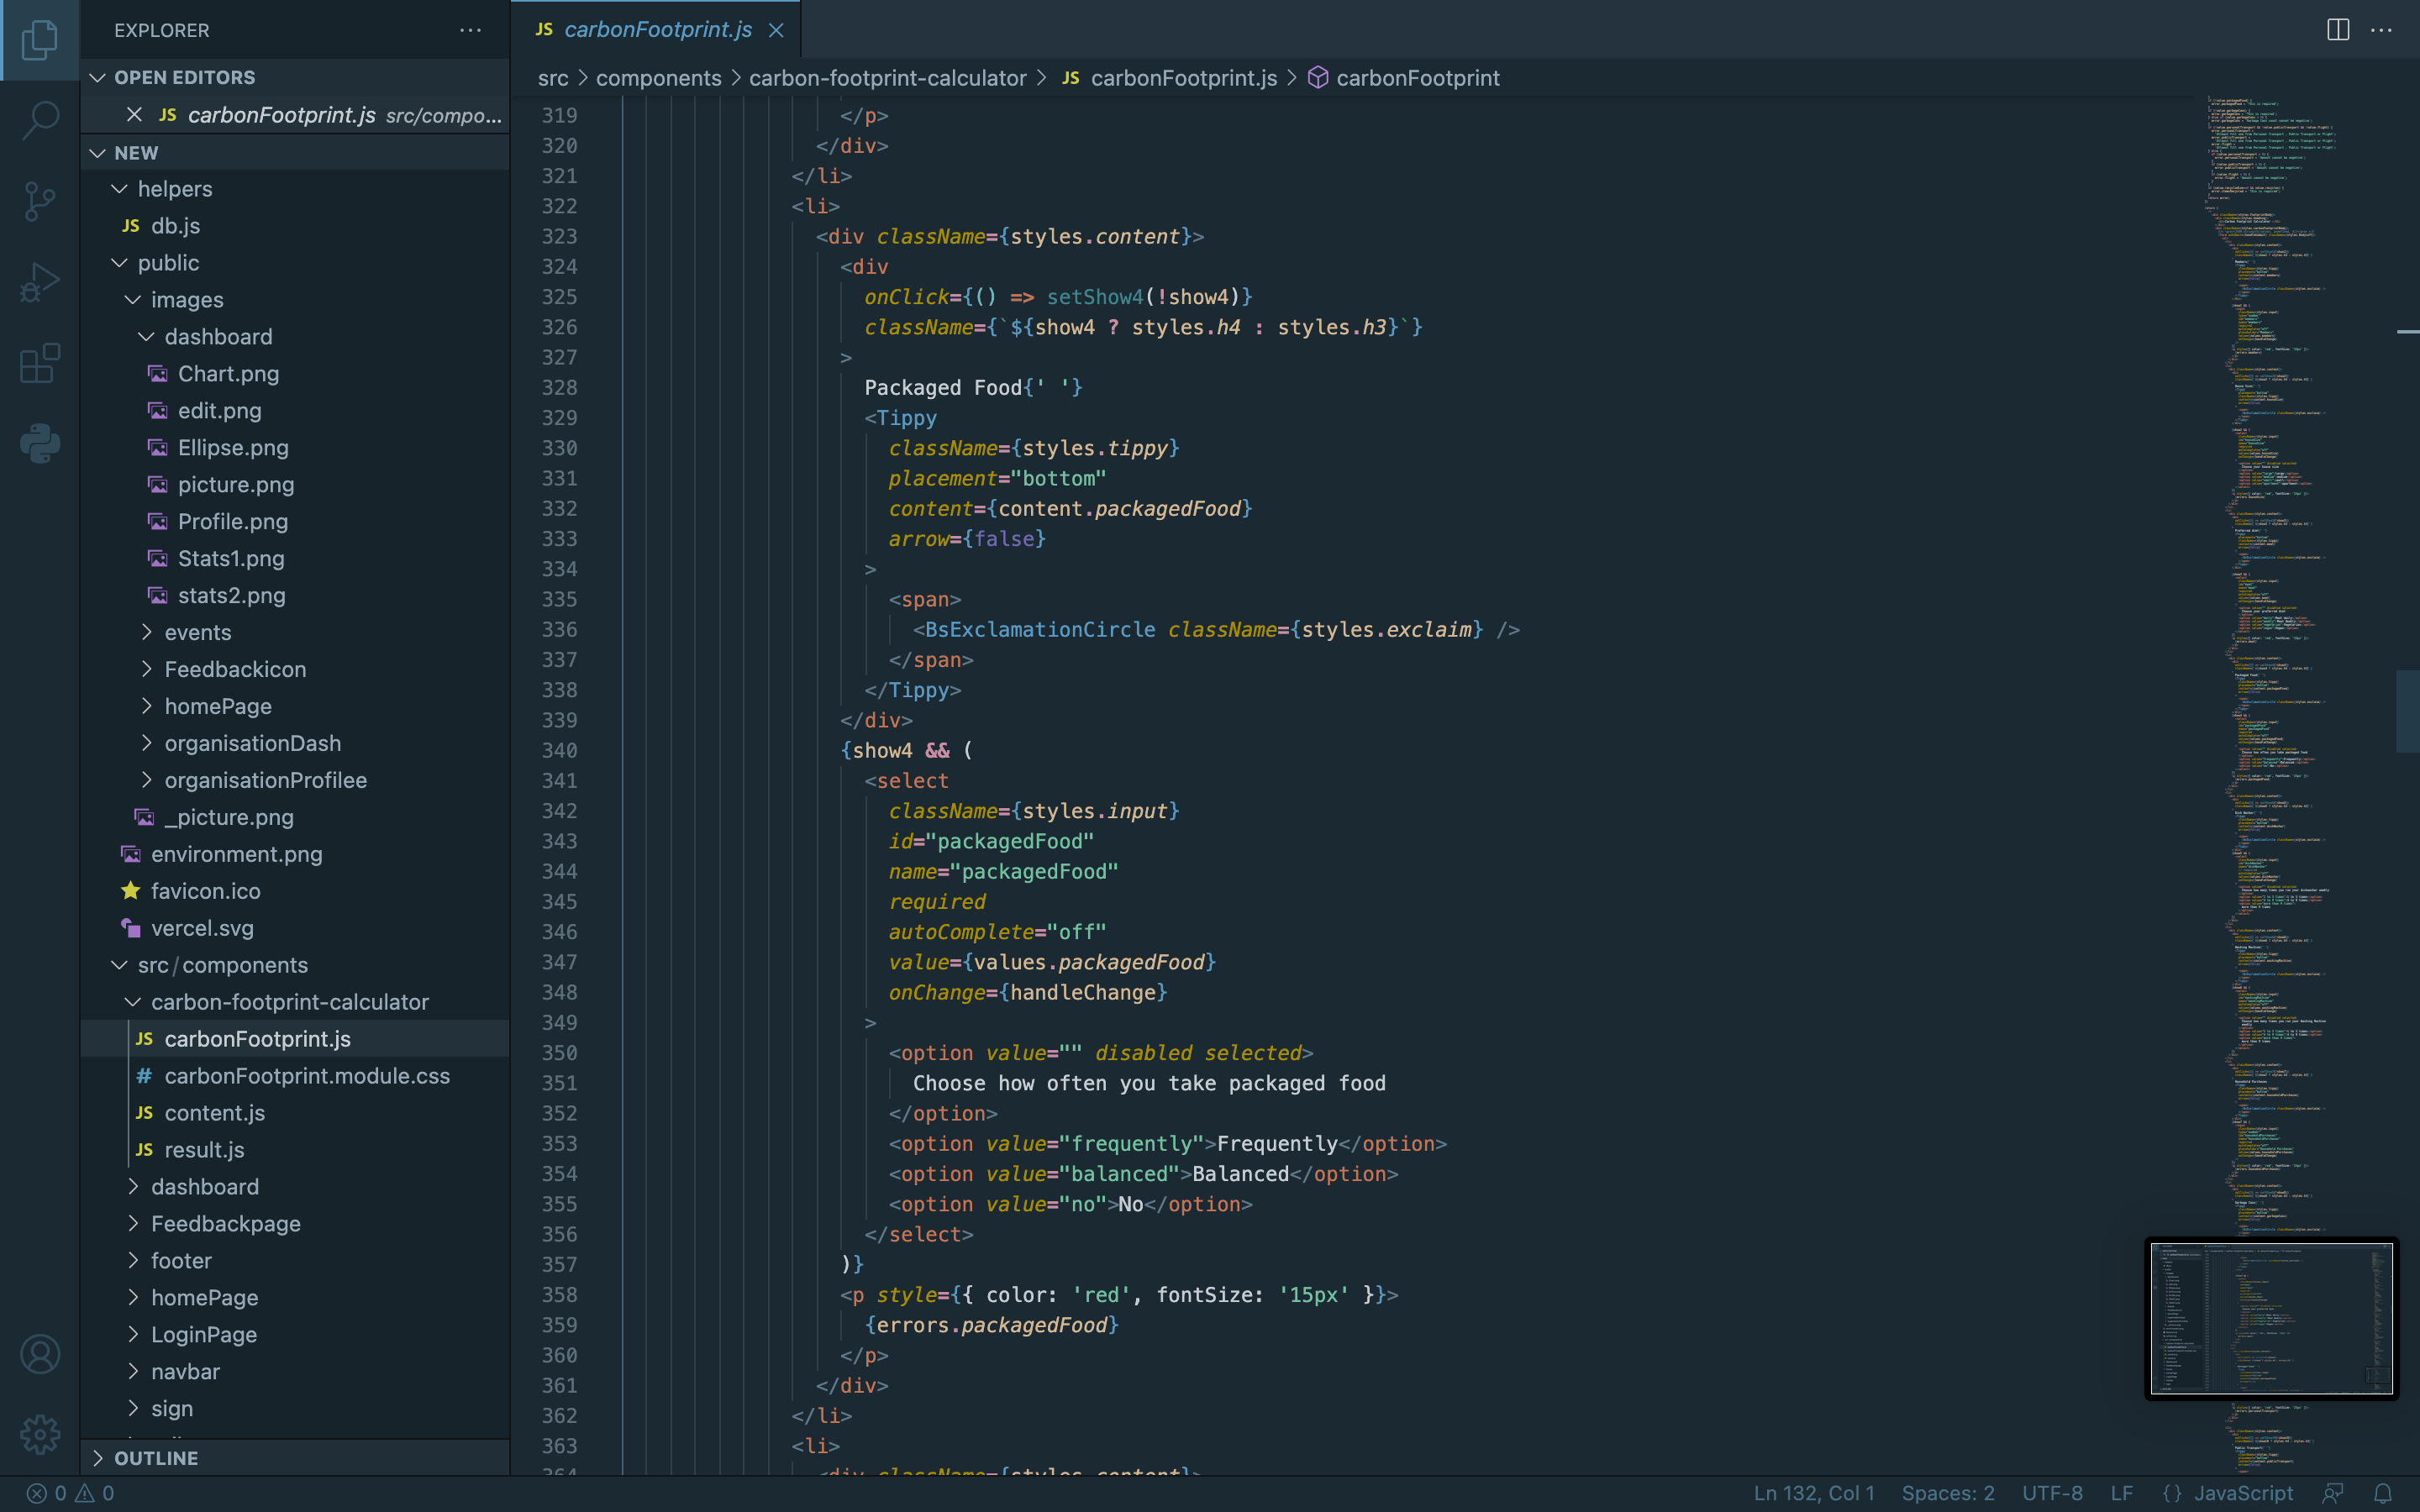 EXPLORER
OPEN EDITORS
JS carbonFootprint.js src/compo...
NEW
helpers
JS db.js
public
images
dashboard
Chart.png
edit.png
Ellipse.png
picture.png
Profile.png
Stats1.png
stats2.png
events
Feedbackicon
homePage
organisationDash
organisationProfilee
_picture.png
environment.png
favicon.ico
vercel.svg
src/components
carbon-footprint-calculator
JS carbonFootprint.js
# carbonFootprint.module.css
JS content.js
JS result.js
dashboard
Feedbackpage
footer
homePage
LoginPage
navbar
sign
OUTLINE
JS carbonFootprint.js
src > components > carbon-footprint-calculator > JS carbonFootprint.js > carbonFootprint
319 </p>
320 </div>
321 </li>
322 <li>
323 <div className={styles.content}>
324 <div
325 onClick={() => setShow4(!show4)}
326 className={`${show4 ? styles.h4 : styles.h3}`}
327 >
328 Packaged Food{' '}
329 <Tippy
330 className={styles.tippy}
331 placement="bottom"
332 content={content.packagedFood}
333 arrow={false}
334 >
335 <span>
336 <BsExclamationCircle className={styles.exclaim} />
337 </span>
338 </Tippy>
339 </div>
340 {show4 && (
341 <select
342 className={styles.input}
343 id="packagedFood"
344 name="packagedFood"
345 required
346 autoComplete="off"
347 value={values.packagedFood}
348 onChange={handleChange}
349 >
350 <option value="" disabled selected>
351 Choose how often you take packaged food
352 </option>
353 <option value="frequently">Frequently</option>
354 <option value="balanced">Balanced</option>
355 <option value="no">No</option>
356 </select>
357 )}
358 <p style={{ color: 'red', fontSize: '15px' }}>
359 {errors.packagedFood}
360 </p>
361 </div>
362 </li>
363 <li>
364 <div className={styles.content}>
0 0
Ln 132, Col 1 Spaces: 2 UTF-8 LF {} JavaScript